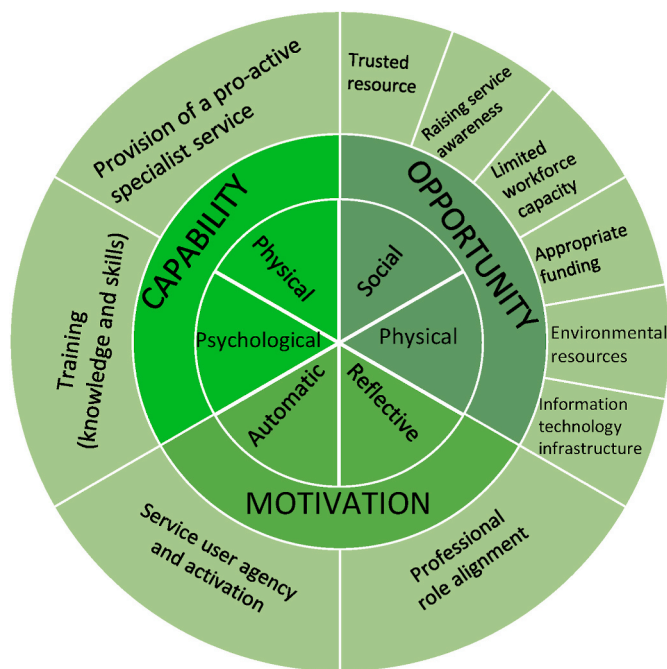 Provision of a pro-active
specialist service
Trusted
resource
Raising service
awareness
Limited
workforce
capacity
Appropriate
funding
Environmental
resources
Information
technology
infrastructure
Professional
role alignment
Service user agency
and activation
Training
(knowledge and skills)
CAPABILITY
OPPORTUNITY
MOTIVATION
Physical
Social
Psychological
Physical
Automatic
Reflective